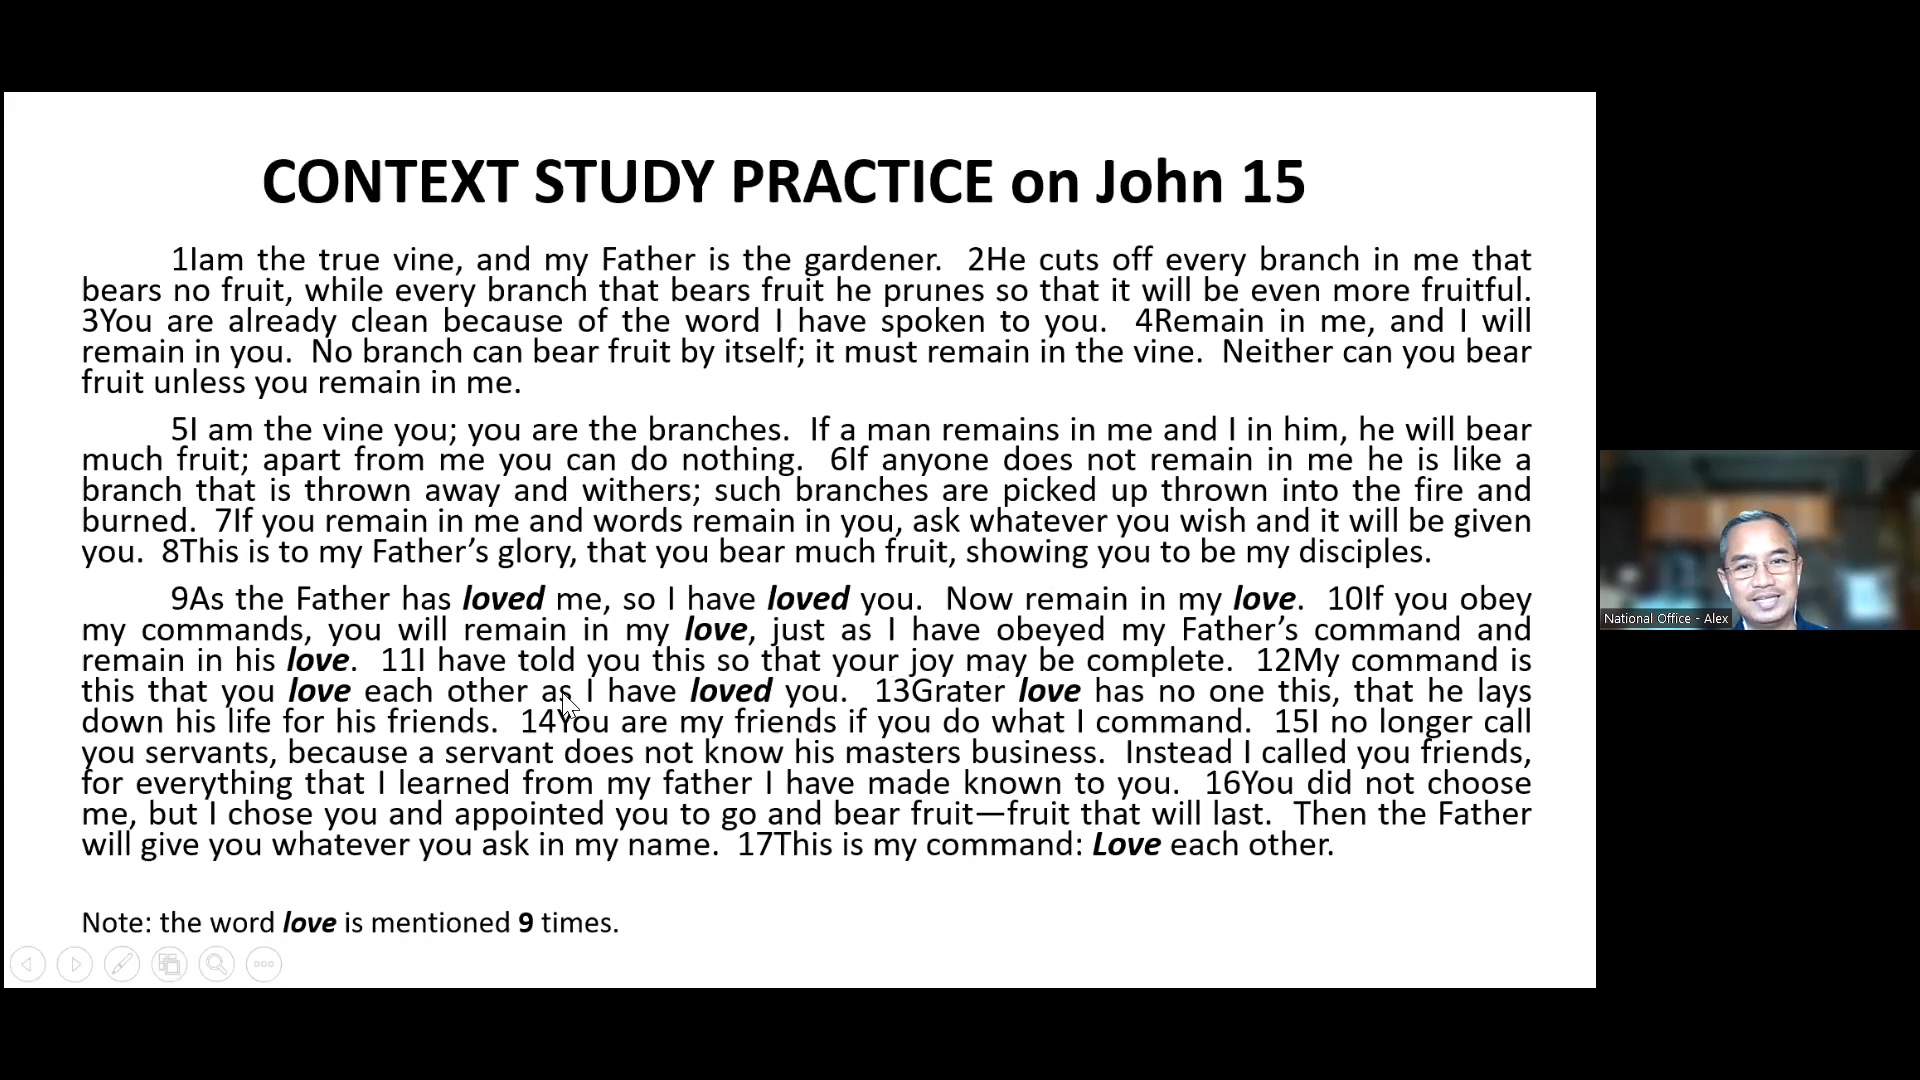 CONTEXT STUDY PRACTICE on John 15
1Iam the true vine, and my Father is the gardener. 2He cuts off every branch in me that
bears no fruit, while every branch that bears fruit he prunes so that it will be even more fruitful.
3You are already clean because of the word I have spoken to you. 4Remain in me, and I will
remain in you. No branch can bear fruit by itself; it must remain in the vine. Neither can you bear
fruit unless you remain in me.
5I am the vine you; you are the branches. If a man remains in me and I in him, he will bear
much fruit; apart from me you can do nothing. 6If anyone does not remain in me he is like a
branch that is thrown away and withers; such branches are picked up thrown into the fire and
burned. 7If you remain in me and words remain in you, ask whatever you wish and it will be given
you. 8This is to my Father’s glory, that you bear much fruit, showing you to be my disciples.
9As the Father has loved me, so I have loved you. Now remain in my love. 10If you obey
my commands, you will remain in my love, just as I have obeyed my Father’s command and
remain in his love. 11I have told you this so that your joy may be complete. 12My command is
this that you love each other as I have loved you. 13Grater love has no one this, that he lays
down his life for his friends. 14You are my friends if you do what I command. 15I no longer call
you servants, because a servant does not know his masters business. Instead I called you friends,
for everything that I learned from my father I have made known to you. 16You did not choose
me, but I chose you and appointed you to go and bear fruit—fruit that will last. Then the Father
will give you whatever you ask in my name. 17This is my command: Love each other.
Note: the word love is mentioned 9 times.
National Office - Alex